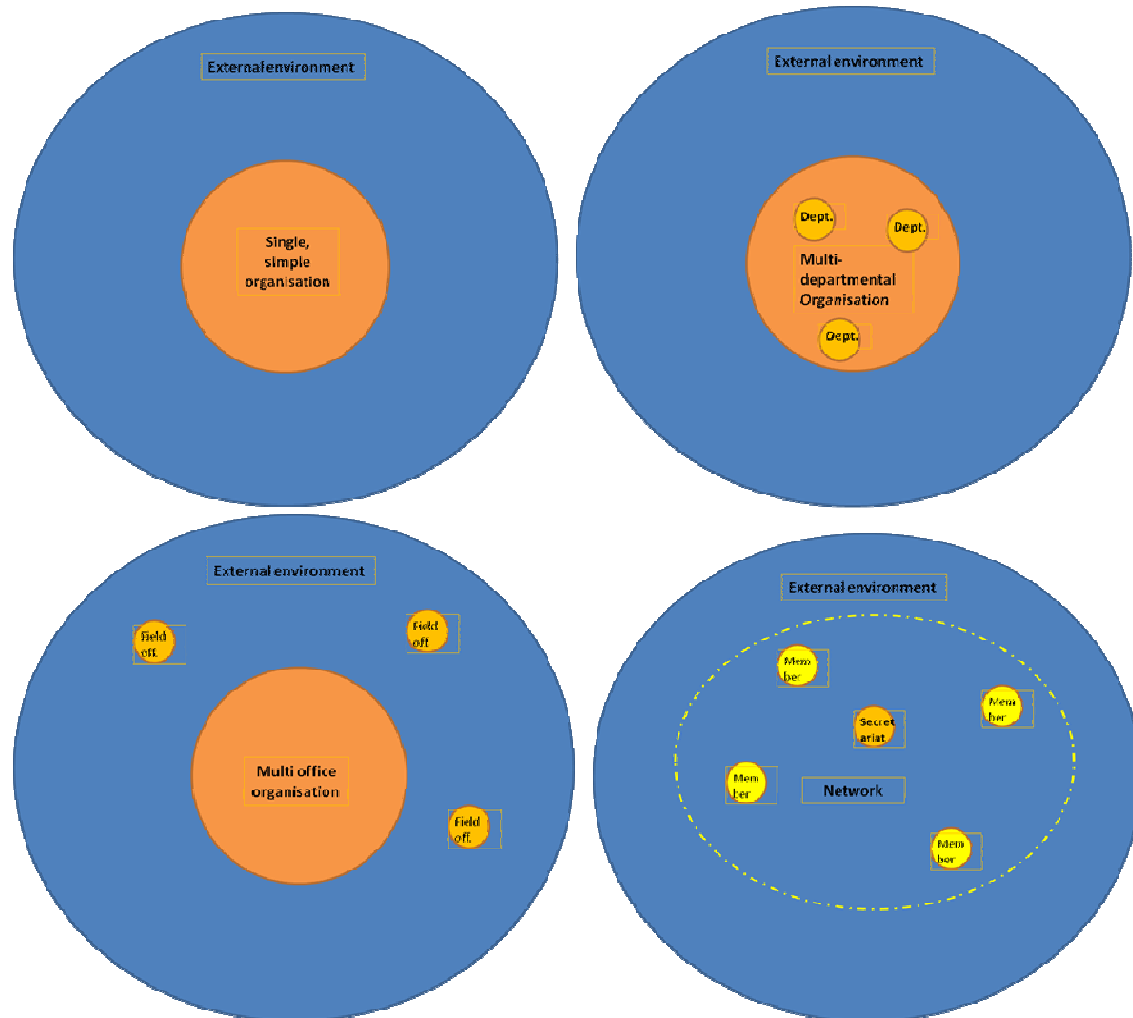 External environment
Single,
simple
organisation
External environment
Dept.
Dept.
Multi-
departmental
Organisation
Dept.
External environment
Field
off.
Field
off
Multi office
organisation
Field
off.
External environment
Mem
ber
Mem
ber
Secret
ariat
Mem
ber
Network
Mem
ber